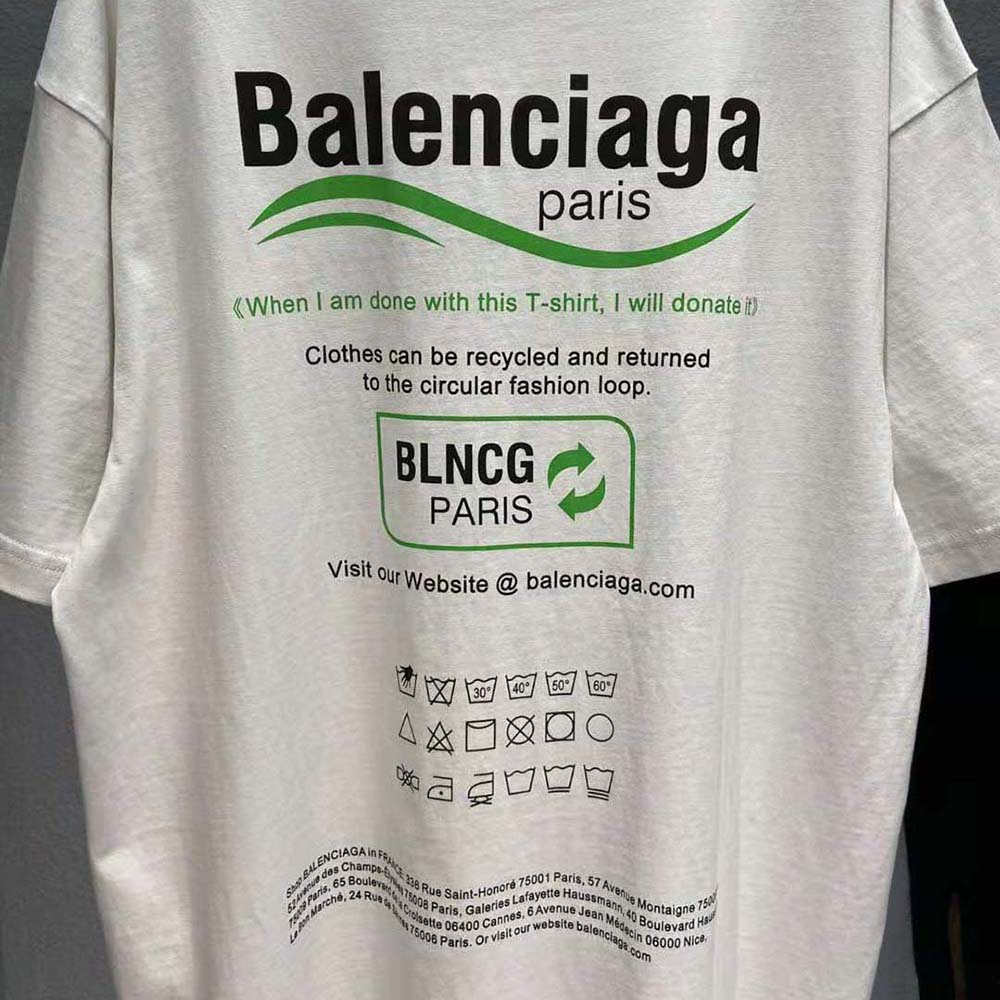 Balenciaga
paris
《When I am done with this T-shirt, I will donate it》
Clothes can be recycled and returned
to the circular fashion loop.
BLNCG
PARIS
Visit our Website @ balenciaga.com
30° 40° 50° 60°
Shop BALENCIAGA in FRANCE: 336 Rue Saint-Honoré 75001 Paris, 57 Avenue Montaigne
52 Avenue des Champs-Élysées 75008 Paris, Galeries Lafayette Haussmann, 40 Boulevard
75009 Paris, 65 Boulevard de la Croisette 06400 Cannes, 6 Avenue Jean Médecin 06000 Nice,
Le Bon Marché, 24 Rue de Sèvres 75006 Paris. Or visit our website balenciaga.com